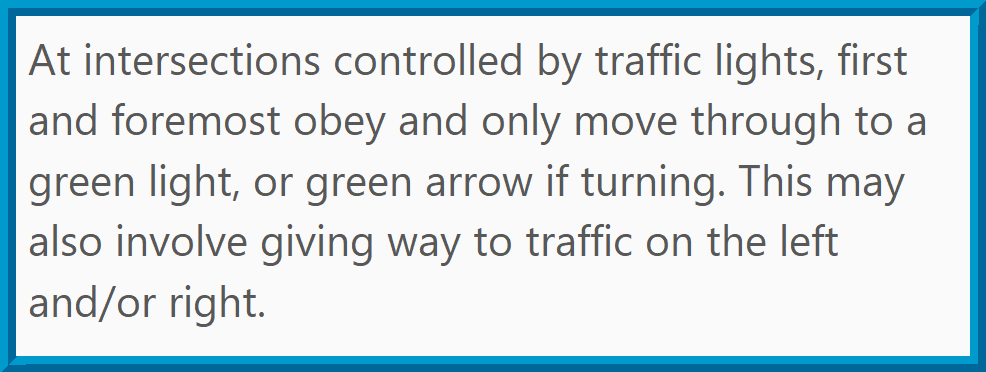 At intersections controlled by traffic lights, first
and foremost obey and only move through to a
green light, or green arrow if turning. This may
also involve giving way to traffic on the left
and/or right.